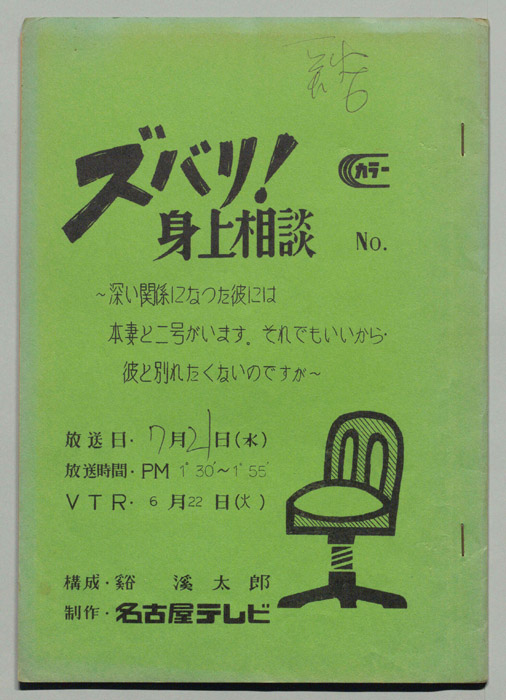 ズバリ!
カラー
身上相談 No.
~深い関係になった彼には
本妻と二号がいます。それでもいいから・
彼と別れたくないのですが~
放送日・7月21日(水)
放送時間・PM 1°30′~1°55′
VTR・6月22日(火)
構成・谿 溪太郎
制作・名古屋テレビ